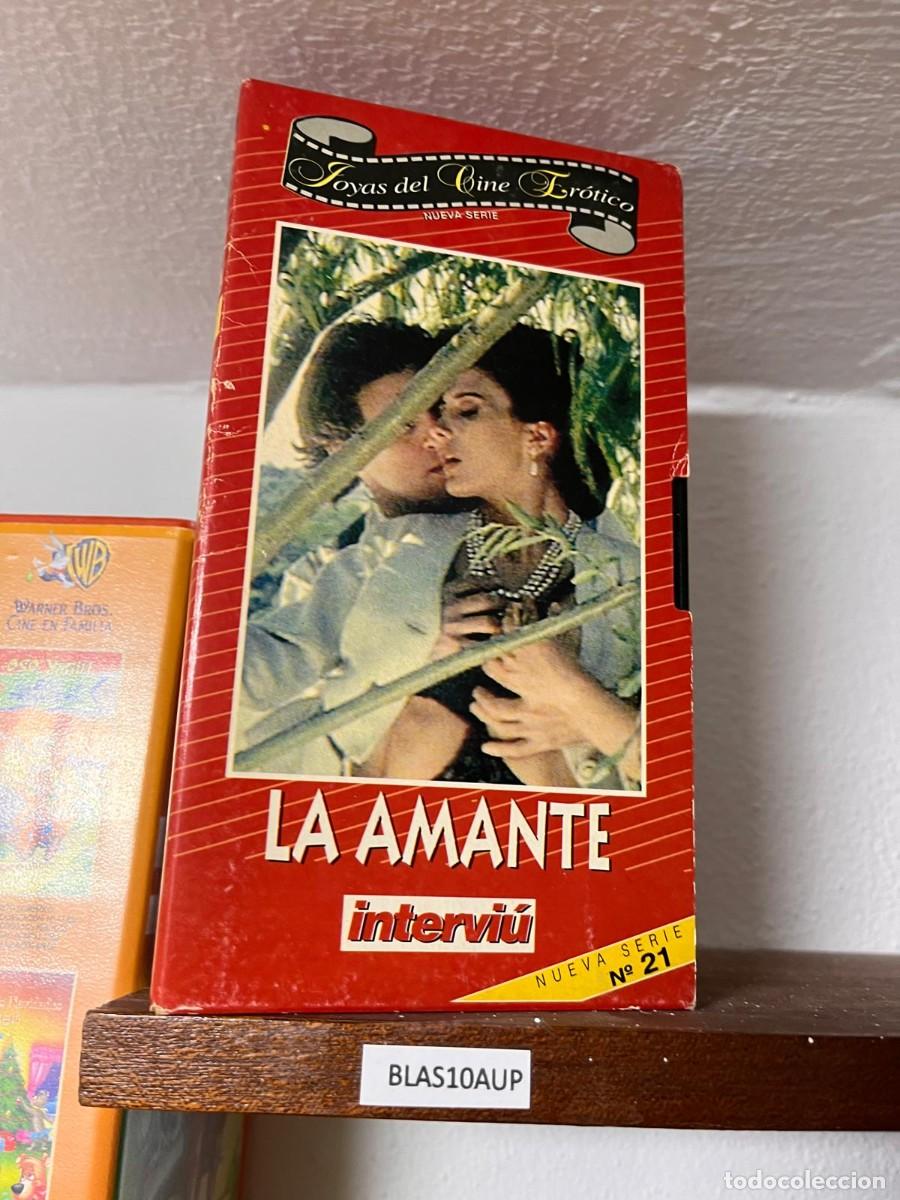 Joyas del Cine Erótico
NUEVA SERIE
LA AMANTE
interviú
NUEVA SERIE
Nº 21
WB
WARNER BROS.
CINE EN FAMILIA
BLAS10AUP
todocoleccion